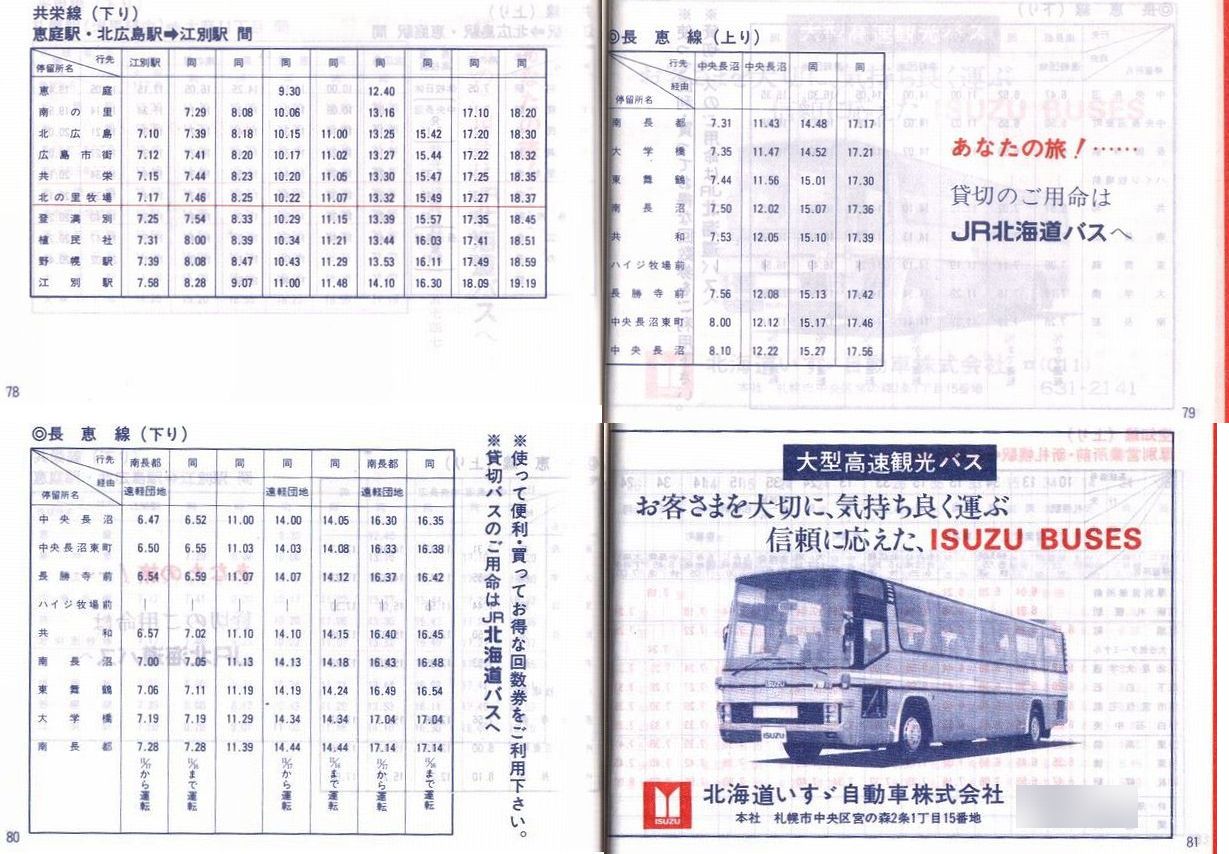 共栄線（下り）
恵庭駅・北広島駅➡江別駅 間
行先 江別駅 同 同 同 同 同 同 同 同
停留所名
恵庭 9.30 12.40
南の里 7.29 8.08 10.06 13.16 17.10 18.20
北広島 7.10 7.39 8.18 10.15 11.00 13.25 15.42 17.20 18.30
広島市街 7.12 7.41 8.20 10.17 11.02 13.27 15.44 17.22 18.32
共栄 7.15 7.44 8.23 10.20 11.05 13.30 15.47 17.25 18.35
北の里牧場 7.17 7.46 8.25 10.22 11.07 13.32 15.49 17.27 18.37
登満別 7.25 7.54 8.33 10.29 11.15 13.39 15.57 17.35 18.45
植民社 7.31 8.00 8.39 10.34 11.21 13.44 16.03 17.41 18.51
野幌駅 7.39 8.08 8.47 10.43 11.29 13.53 16.11 17.49 18.59
江別駅 7.58 8.28 9.07 11.00 11.48 14.10 16.30 18.09 19.19
78
◎長恵線（上り）
行先 中央長沼 中央長沼 同 同
経由
停留所名
南長都 7.31 11.43 14.48 17.17
大学橋 7.35 11.47 14.52 17.21
東舞鶴 7.44 11.56 15.01 17.30
南長沼 7.50 12.02 15.07 17.36
共和 7.53 12.05 15.10 17.39
ハイジ牧場前 | | | |
長勝寺前 7.56 12.08 15.13 17.42
中央長沼東町 8.00 12.12 15.17 17.46
中央長沼 8.10 12.22 15.27 17.56
あなたの旅！……
貸切のご用命は
JR北海道バスへ
79
◎長恵線（下り）
行先 南長都 同 同 同 同 南長都 同
経由 遠軽団地 遠軽団地 遠軽団地
停留所名
中央長沼 6.47 6.52 11.00 14.00 14.05 16.30 16.35
中央長沼東町 6.50 6.55 11.03 14.03 14.08 16.33 16.38
長勝寺前 6.54 6.59 11.07 14.07 14.12 16.37 16.42
ハイジ牧場前 | | | | | | |
共和 6.57 7.02 11.10 14.10 14.15 16.40 16.45
南長沼 7.00 7.05 11.13 14.13 14.18 16.43 16.48
東舞鶴 7.06 7.11 11.19 14.19 14.24 16.49 16.54
大学橋 7.19 7.19 11.29 14.34 14.34 17.04 17.04
南長都 7.28 7.28 11.39 14.44 14.44 17.14 17.14
から運転 まで運転 から運転 まで運転 から運転 まで運転
※使って便利・買ってお得な回数券をご利用下さい。
※貸切バスのご用命はJR北海道バスへ
80
大型高速観光バス
お客さまを大切に、気持ち良く運ぶ
信頼に応えた、ISUZU BUSES
ISUZU
ISUZU
北海道いすゞ自動車株式会社
本社 札幌市中央区宮の森2条1丁目15番地
81